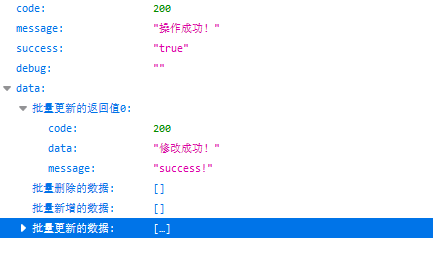 code: 200
message: "操作成功！"
success: "true"
debug: ""
data:
批量更新的返回值0:
code: 200
data: "修改成功！"
message: "success!"
批量删除的数据: []
批量新增的数据: []
批量更新的数据: […]